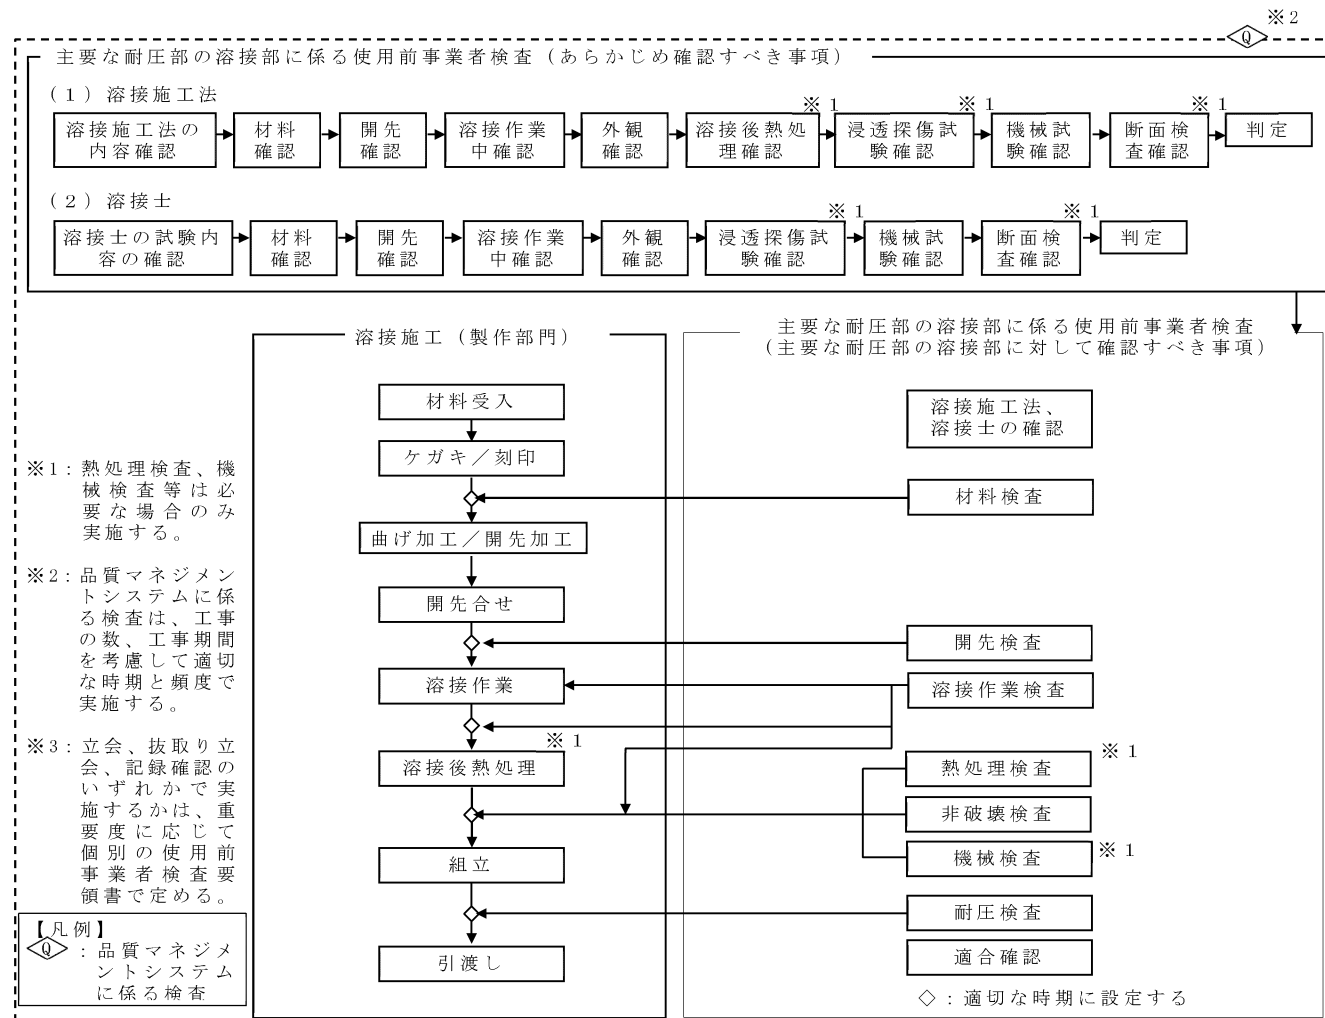 ※2
Q
主要な耐圧部の溶接部に係る使用前事業者検査(あらかじめ確認すべき事項)
(1)溶接施工法
溶接施工法の
内容確認
材料
確認
開先
確認
溶接作業
中確認
外観
確認
※1
溶接後熱処
理確認
※1
浸透探傷試
験確認
機械試
験確認
※1
断面検
査確認
判定
(2)溶接士
溶接士の試験内
容の確認
材料
確認
開先
確認
溶接作業
中確認
外観
確認
※1
浸透探傷試
験確認
機械試
験確認
※1
断面検
査確認
判定
溶接施工(製作部門)
材料受入
ケガキ/刻印
曲げ加工/開先加工
開先合せ
溶接作業
※1
溶接後熱処理
組立
引渡し
主要な耐圧部の溶接部に係る使用前事業者検査
(主要な耐圧部の溶接部に対して確認すべき事項)
溶接施工法、
溶接士の確認
材料検査
開先検査
溶接作業検査
熱処理検査
※1
非破壊検査
機械検査
※1
耐圧検査
適合確認
◇:適切な時期に設定する
※1:熱処理検査、機
械検査等は必
要な場合のみ
実施する。
※2:品質マネジメン
トシステムに係
る検査は、工事
の数、工事期間
を考慮して適切
な時期と頻度で
実施する。
※3:立会、抜取り立
会、記録確認の
いずれかで実
施するかは、重
要度に応じて
個別の使用前
事業者検査要
領書で定める。
【凡例】
Q:品質マネジメ
ントシステム
に係る検査